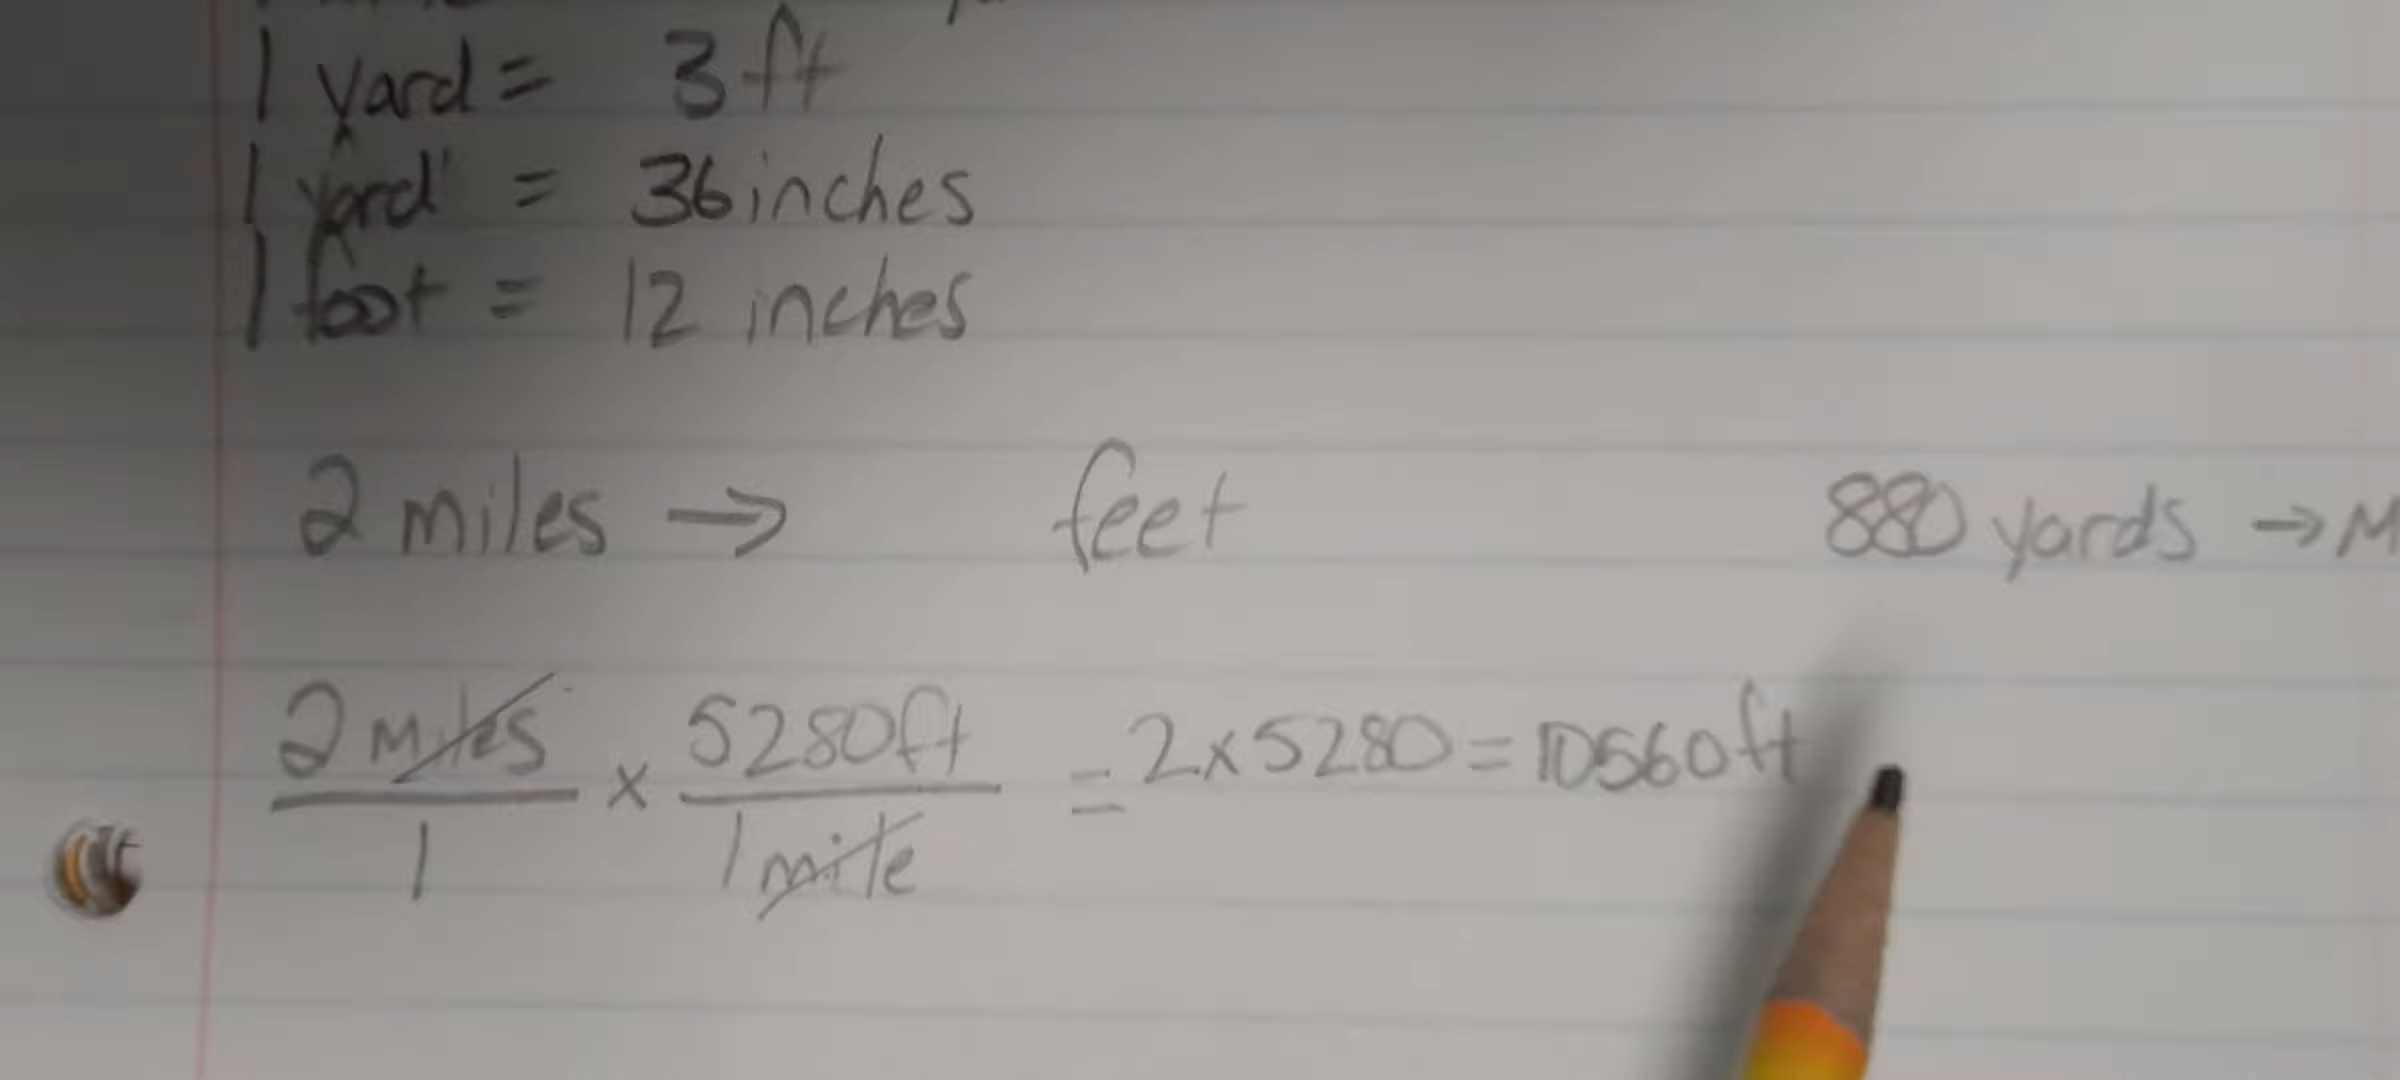 1 yard = 3 ft
1 yard = 36 inches
1 foot = 12 inches
2 miles → feet 880 yards → M
2 miles / 1 × 5280 ft / 1 mile = 2 × 5280 = 10560 ft